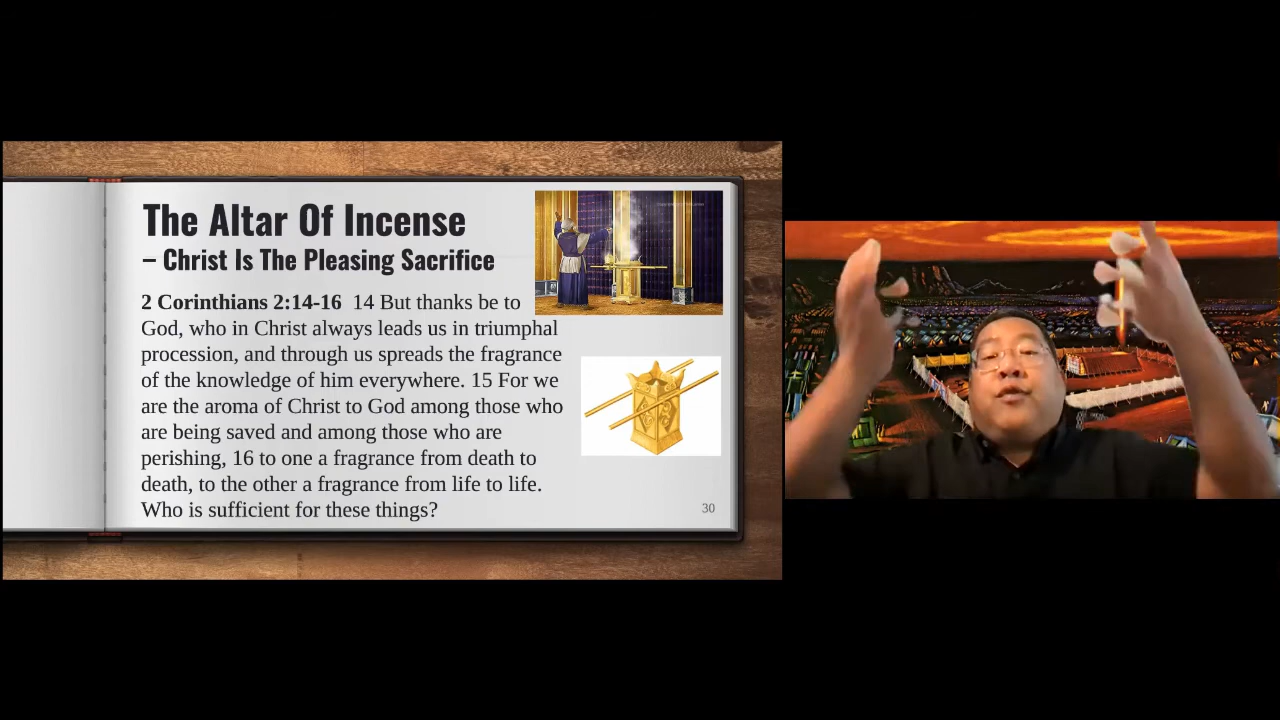 The Altar Of Incense
– Christ Is The Pleasing Sacrifice
2 Corinthians 2:14-16 14 But thanks be to
God, who in Christ always leads us in triumphal
procession, and through us spreads the fragrance
of the knowledge of him everywhere. 15 For we
are the aroma of Christ to God among those who
are being saved and among those who are
perishing, 16 to one a fragrance from death to
death, to the other a fragrance from life to life.
Who is sufficient for these things?
30